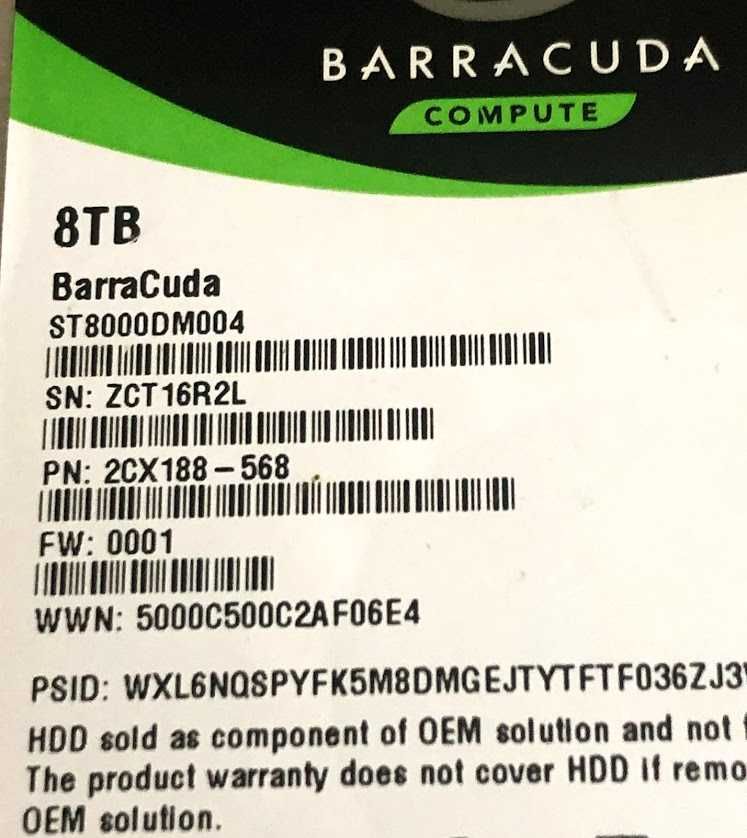 BARRACUDA
COMPUTE
8TB
BarraCuda
ST8000DM004
SN: ZCT16R2L
PN: 2CX188-568
FW: 0001
WWN: 5000C500C2AF06E4
PSID: WXL6NQSPYFK5M8DMGEJTYTFTF036ZJ3
HDD sold as component of OEM solution and not
The product warranty does not cover HDD if remo
OEM solution.